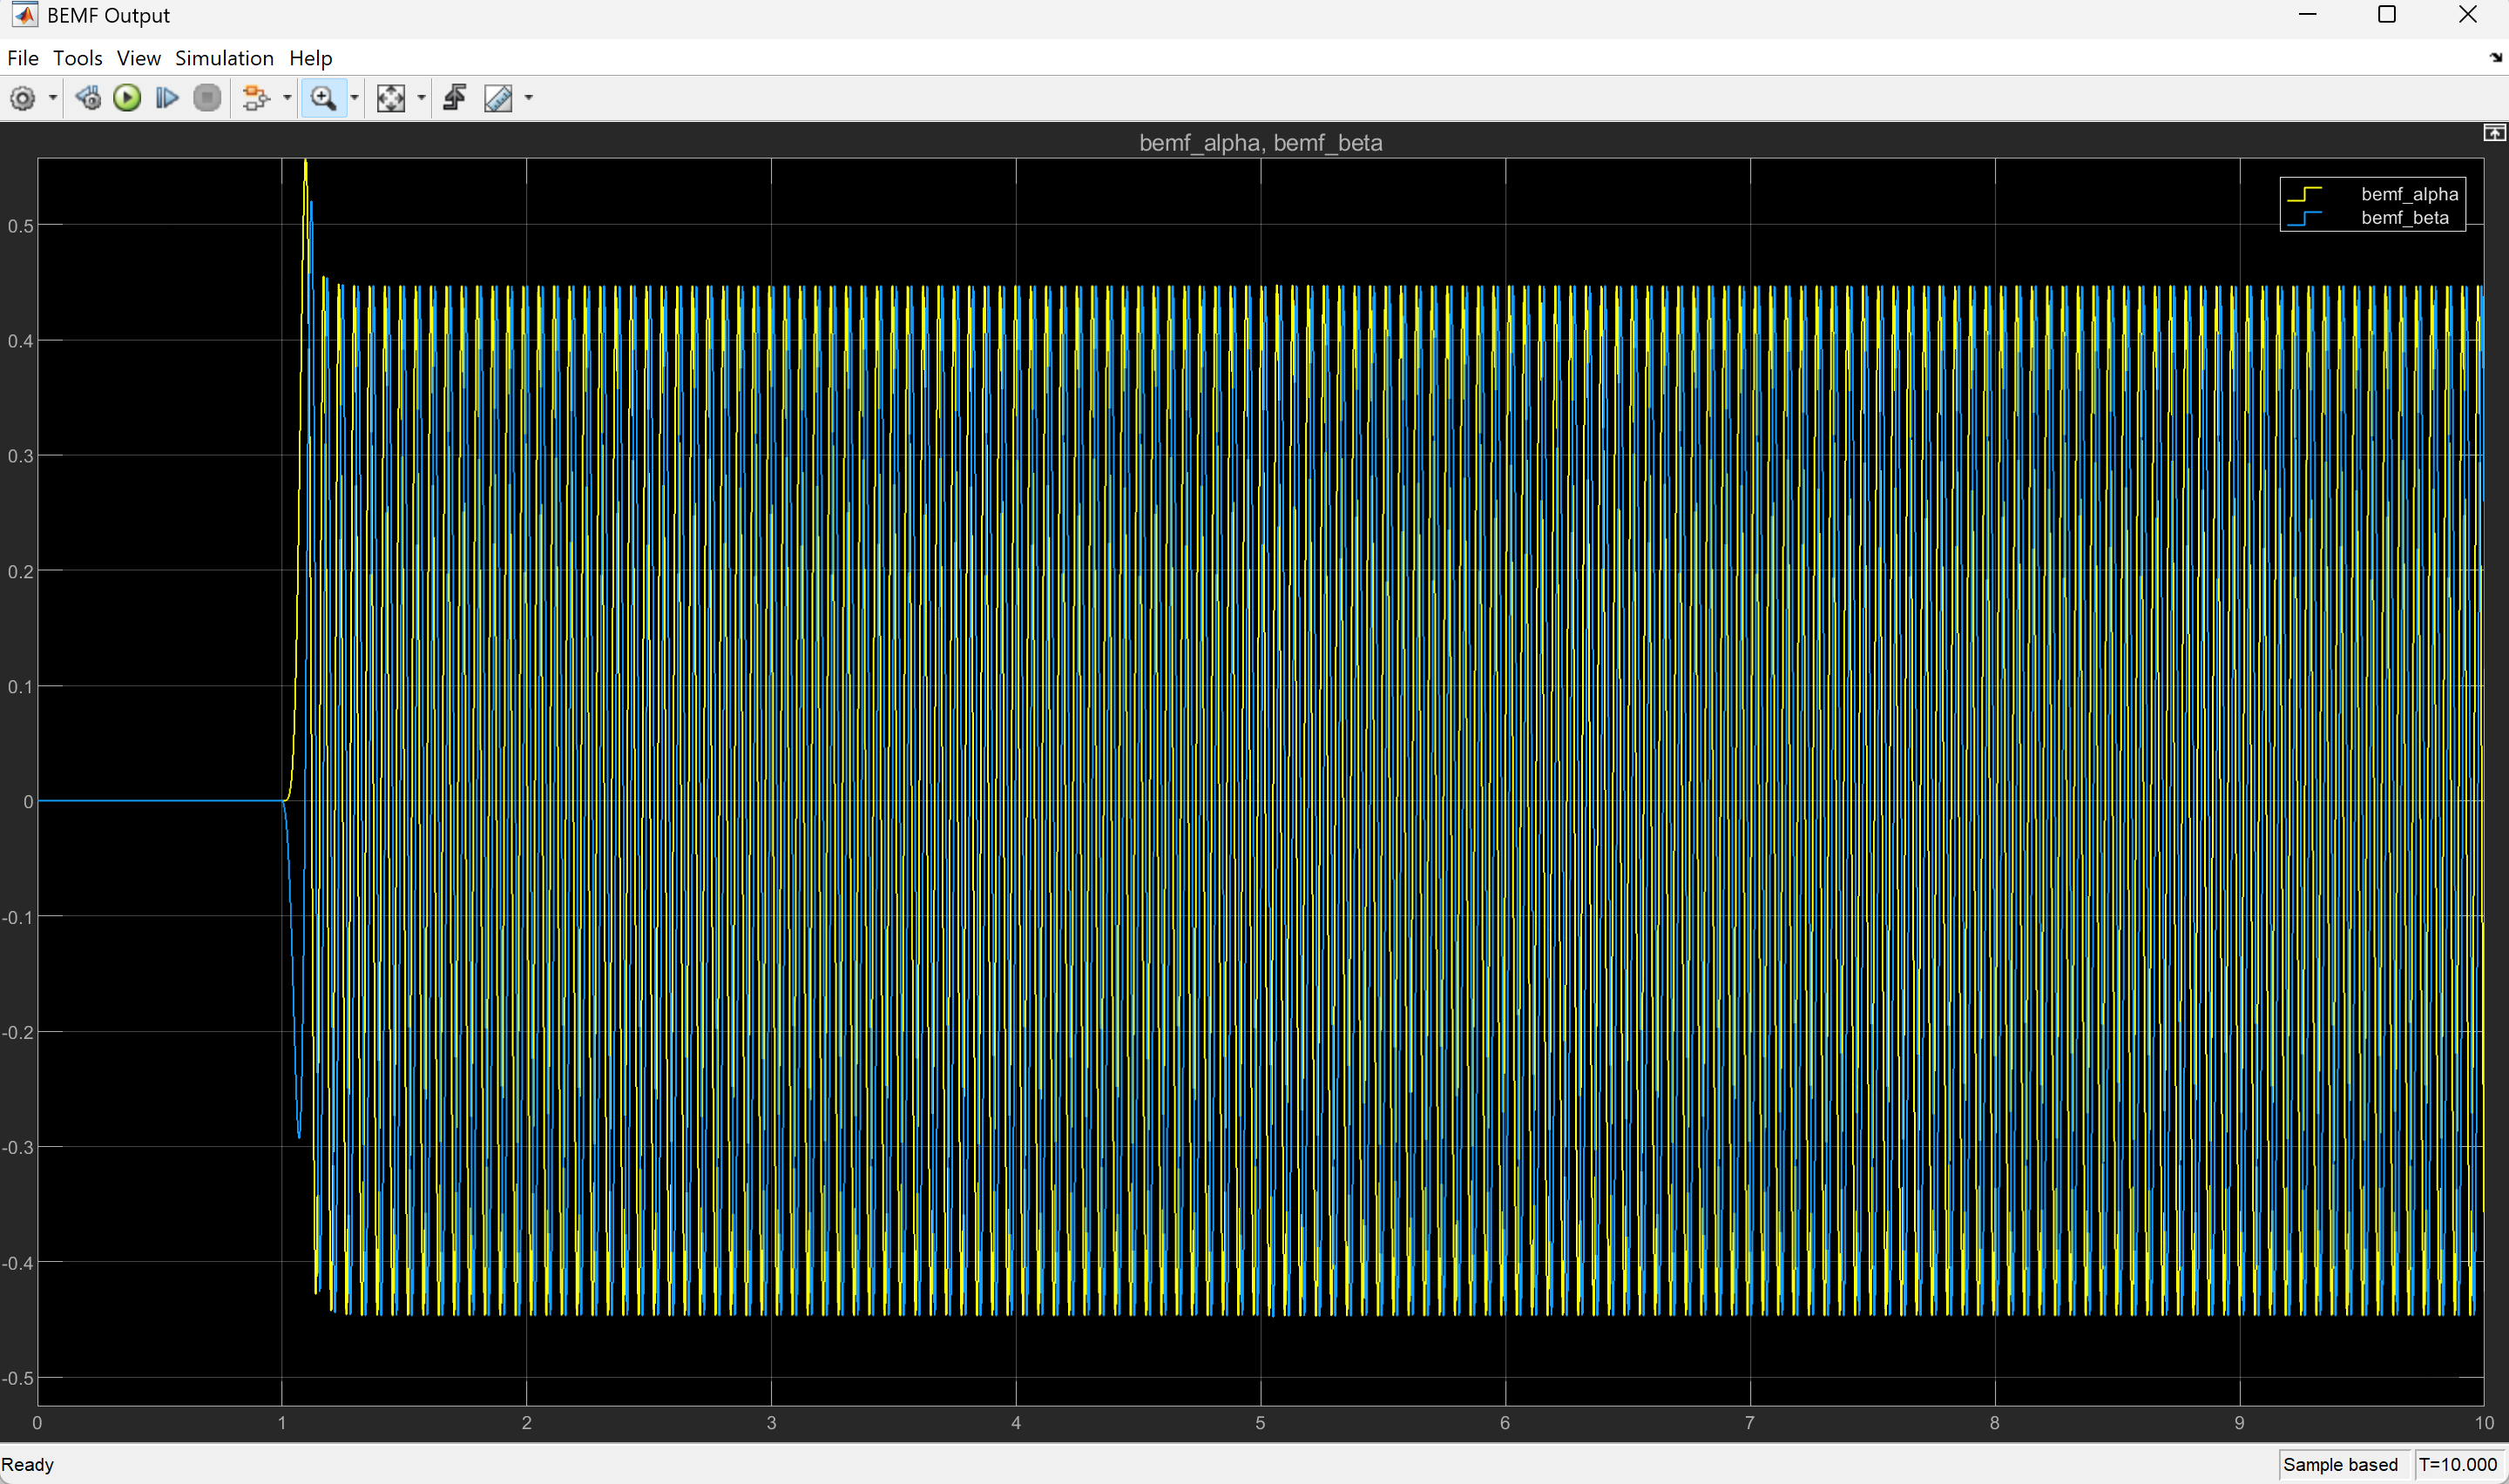 BEMF Output
File Tools View Simulation Help
bemf_alpha, bemf_beta
bemf_alpha
bemf_beta
0.5
0.4
0.3
0.2
0.1
0
-0.1
-0.2
-0.3
-0.4
-0.5
0 1 2 3 4 5 6 7 8 9 10
Ready
Sample based T=10.000